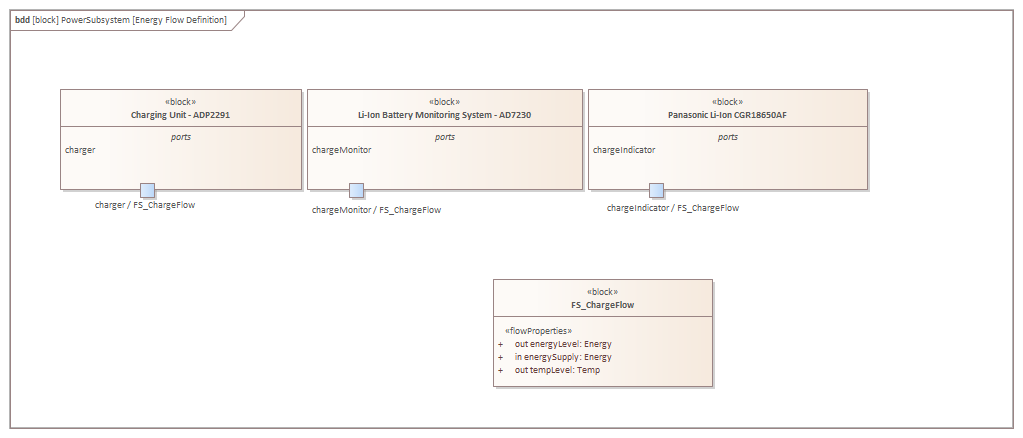 bdd [block] PowerSubsystem [Energy Flow Definition]
«block»
Charging Unit - ADP2291
ports
charger
charger / FS_ChargeFlow
«block»
Li-Ion Battery Monitoring System - AD7230
ports
chargeMonitor
chargeMonitor / FS_ChargeFlow
«block»
Panasonic Li-Ion CGR18650AF
ports
chargeIndicator
chargeIndicator / FS_ChargeFlow
«block»
FS_ChargeFlow
«flowProperties»
+ out energyLevel: Energy
+ in energySupply: Energy
+ out tempLevel: Temp